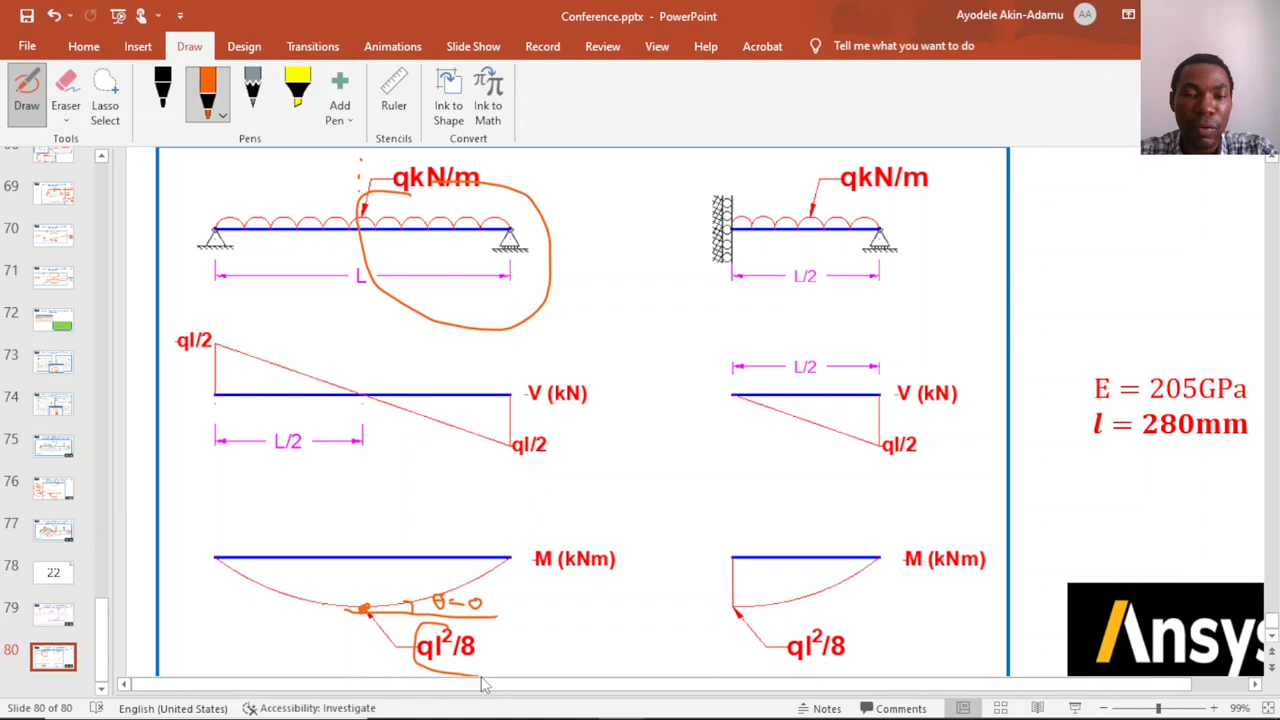 Conference.pptx - PowerPoint
Ayodele Akin-Adamu
AA
File Home Insert Draw Design Transitions Animations Slide Show Record Review View Help Acrobat Tell me what you want to do
Draw
Eraser
Lasso
Select
Add
Pen
Ruler
Ink to
Shape
Ink to
Math
Tools
Pens
Stencils
Convert
69
70
71
72
73
74
75
76
77
78
22
79
80
qkN/m
qkN/m
L
L/2
ql/2
V (kN)
L/2
ql/2
L/2
V (kN)
ql/2
E = 205GPa
l = 280mm
M (kNm)
θ=0
ql²/8
M (kNm)
ql²/8
Ansys
Slide 80 of 80 English (United States) Accessibility: Investigate Notes Comments 99%